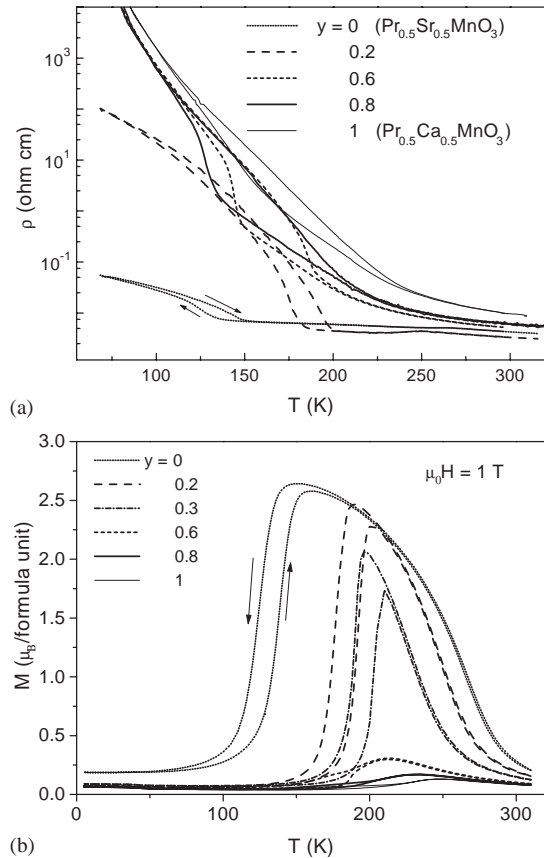 10³
10¹
10⁻¹
ρ (ohm cm)
y = 0 (Pr₀.₅Sr₀.₅MnO₃)
0.2
0.6
0.8
1 (Pr₀.₅Ca₀.₅MnO₃)
100 150 200 250 300
T (K)
(a)
3.0
2.5
2.0
1.5
1.0
0.5
0.0
M (μ_B/formula unit)
y = 0
0.2
0.3
0.6
0.8
1
μ₀H = 1 T
0 100 200 300
T (K)
(b)